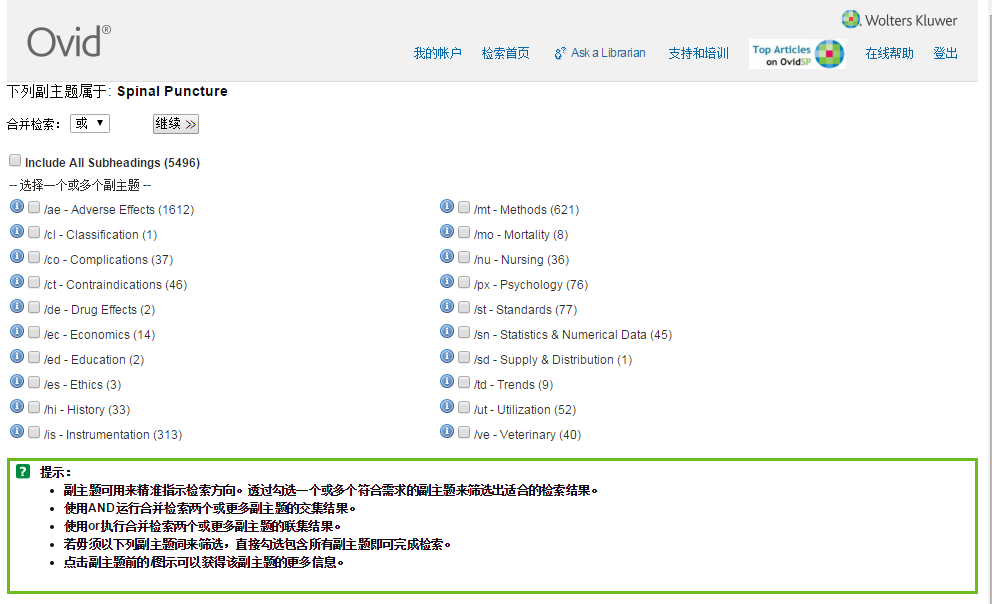 Wolters Kluwer
Ovid®
我的帐户 检索首页 Ask a Librarian 支持和培训 Top Articles on OvidSP 在线帮助 登出
下列副主题属于: Spinal Puncture
合并检索： 或 ▼ 继续 >>
Include All Subheadings (5496)
-- 选择一个或多个副主题 --
/ae - Adverse Effects (1612)
/cl - Classification (1)
/co - Complications (37)
/ct - Contraindications (46)
/de - Drug Effects (2)
/ec - Economics (14)
/ed - Education (2)
/es - Ethics (3)
/hi - History (33)
/is - Instrumentation (313)
/mt - Methods (621)
/mo - Mortality (8)
/nu - Nursing (36)
/px - Psychology (76)
/st - Standards (77)
/sn - Statistics & Numerical Data (45)
/sd - Supply & Distribution (1)
/td - Trends (9)
/ut - Utilization (52)
/ve - Veterinary (40)
? 提示：
• 副主题可用来精准指示检索方向。透过勾选一个或多个符合需求的副主题来筛选出适合的检索结果。
• 使用AND运行合并检索两个或更多副主题的交集结果。
• 使用or执行合并检索两个或更多副主题的联集结果。
• 若毋须以下列副主题词来筛选，直接勾选包含所有副主题即可完成检索。
• 点击副主题前的i图示可以获得该副主题的更多信息。